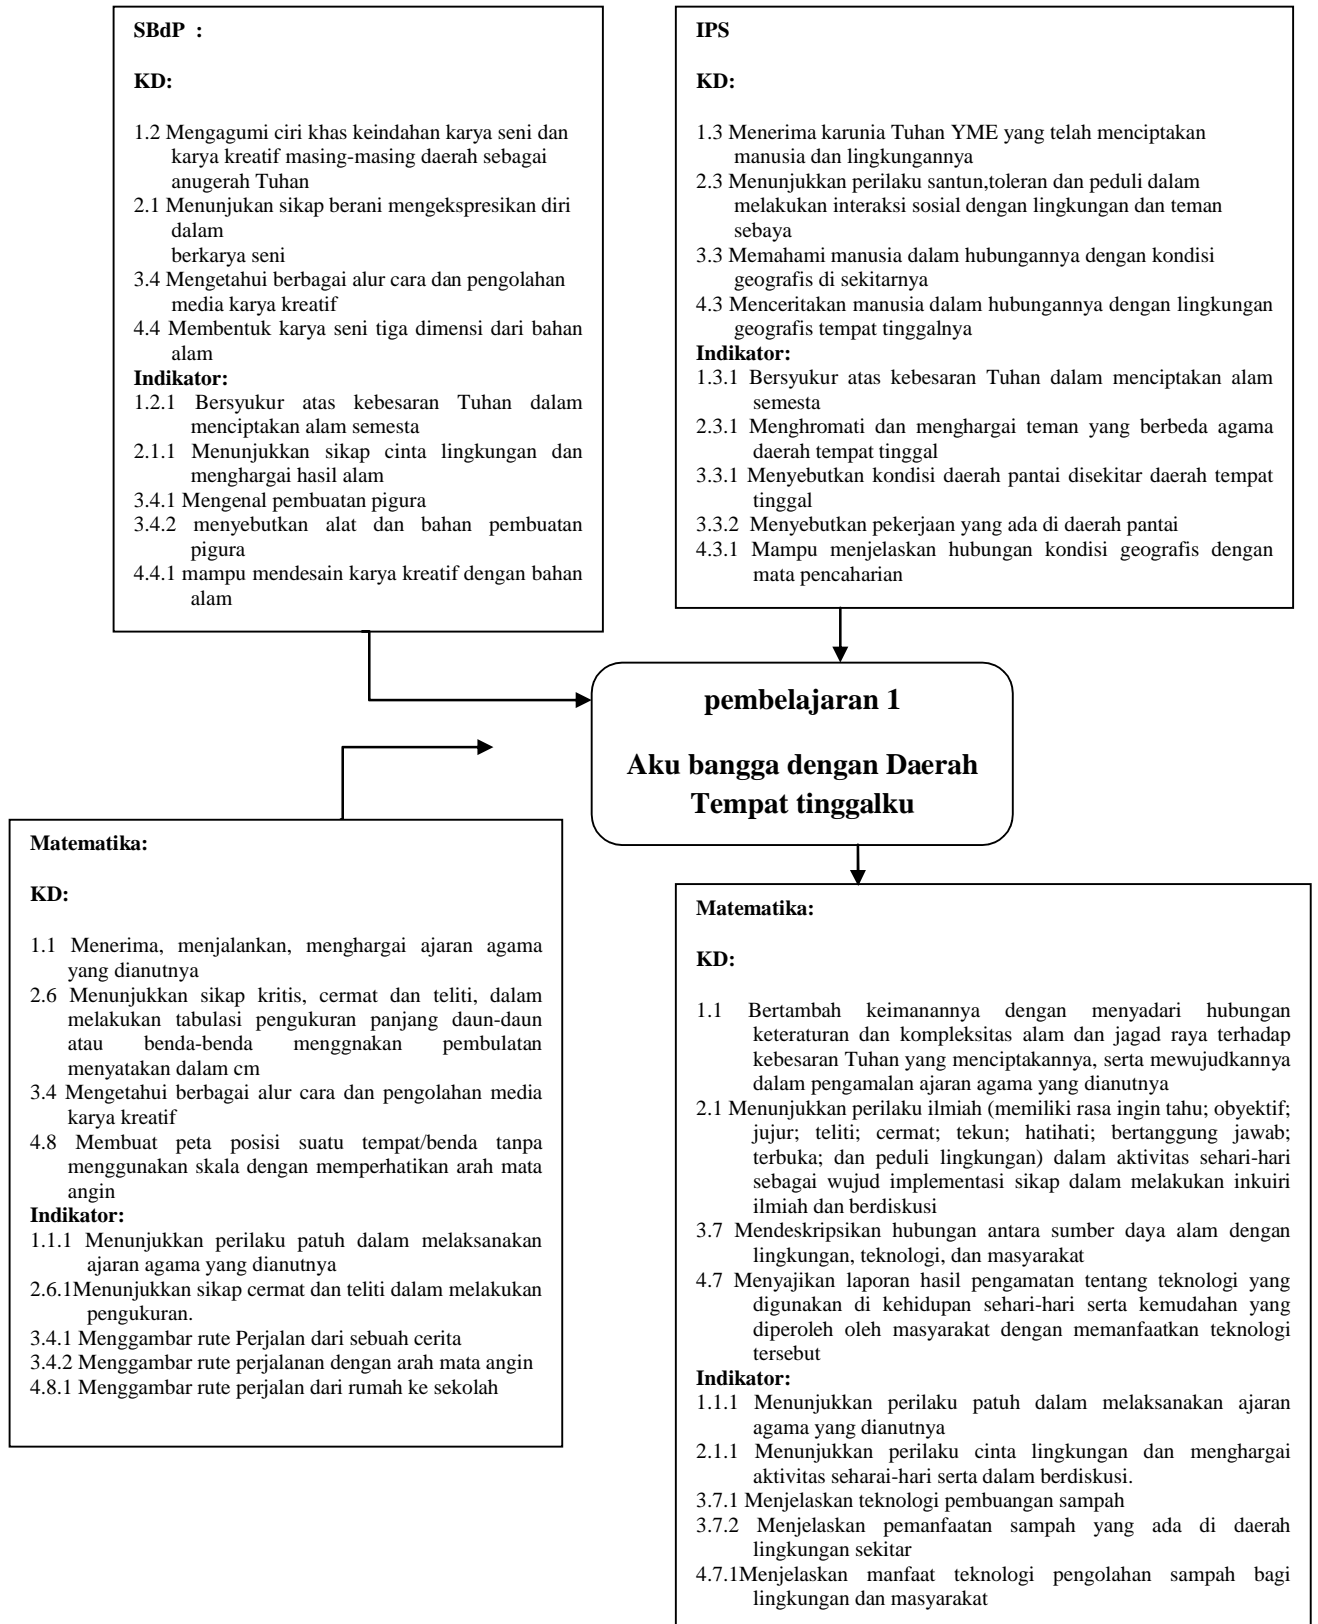 SBdP :
KD:
1.2 Mengagumi ciri khas keindahan karya seni dan
karya kreatif masing-masing daerah sebagai
anugerah Tuhan
2.1 Menunjukan sikap berani mengekspresikan diri
dalam
berkarya seni
3.4 Mengetahui berbagai alur cara dan pengolahan
media karya kreatif
4.4 Membentuk karya seni tiga dimensi dari bahan
alam
Indikator:
1.2.1 Bersyukur atas kebesaran Tuhan dalam
menciptakan alam semesta
2.1.1 Menunjukkan sikap cinta lingkungan dan
menghargai hasil alam
3.4.1 Mengenal pembuatan pigura
3.4.2 menyebutkan alat dan bahan pembuatan
pigura
4.4.1 mampu mendesain karya kreatif dengan bahan
alam
IPS
KD:
1.3 Menerima karunia Tuhan YME yang telah menciptakan
manusia dan lingkungannya
2.3 Menunjukkan perilaku santun,toleran dan peduli dalam
melakukan interaksi sosial dengan lingkungan dan teman
sebaya
3.3 Memahami manusia dalam hubungannya dengan kondisi
geografis di sekitarnya
4.3 Menceritakan manusia dalam hubungannya dengan lingkungan
geografis tempat tinggalnya
Indikator:
1.3.1 Bersyukur atas kebesaran Tuhan dalam menciptakan alam
semesta
2.3.1 Menghromati dan menghargai teman yang berbeda agama
daerah tempat tinggal
3.3.1 Menyebutkan kondisi daerah pantai disekitar daerah tempat
tinggal
3.3.2 Menyebutkan pekerjaan yang ada di daerah pantai
4.3.1 Mampu menjelaskan hubungan kondisi geografis dengan
mata pencaharian
pembelajaran 1
Aku bangga dengan Daerah
Tempat tinggalku
Matematika:
KD:
1.1 Menerima, menjalankan, menghargai ajaran agama
yang dianutnya
2.6 Menunjukkan sikap kritis, cermat dan teliti, dalam
melakukan tabulasi pengukuran panjang daun-daun
atau benda-benda menggnakan pembulatan
menyatakan dalam cm
3.4 Mengetahui berbagai alur cara dan pengolahan media
karya kreatif
4.8 Membuat peta posisi suatu tempat/benda tanpa
menggunakan skala dengan memperhatikan arah mata
angin
Indikator:
1.1.1 Menunjukkan perilaku patuh dalam melaksanakan
ajaran agama yang dianutnya
2.6.1Menunjukkan sikap cermat dan teliti dalam melakukan
pengukuran.
3.4.1 Menggambar rute Perjalan dari sebuah cerita
3.4.2 Menggambar rute perjalanan dengan arah mata angin
4.8.1 Menggambar rute perjalan dari rumah ke sekolah
Matematika:
KD:
1.1 Bertambah keimanannya dengan menyadari hubungan
keteraturan dan kompleksitas alam dan jagad raya terhadap
kebesaran Tuhan yang menciptakannya, serta mewujudkannya
dalam pengamalan ajaran agama yang dianutnya
2.1 Menunjukkan perilaku ilmiah (memiliki rasa ingin tahu; obyektif;
jujur; teliti; cermat; tekun; hatihati; bertanggung jawab;
terbuka; dan peduli lingkungan) dalam aktivitas sehari-hari
sebagai wujud implementasi sikap dalam melakukan inkuiri
ilmiah dan berdiskusi
3.7 Mendeskripsikan hubungan antara sumber daya alam dengan
lingkungan, teknologi, dan masyarakat
4.7 Menyajikan laporan hasil pengamatan tentang teknologi yang
digunakan di kehidupan sehari-hari serta kemudahan yang
diperoleh oleh masyarakat dengan memanfaatkan teknologi
tersebut
Indikator:
1.1.1 Menunjukkan perilaku patuh dalam melaksanakan ajaran
agama yang dianutnya
2.1.1 Menunjukkan perilaku cinta lingkungan dan menghargai
aktivitas seharai-hari serta dalam berdiskusi.
3.7.1 Menjelaskan teknologi pembuangan sampah
3.7.2 Menjelaskan pemanfaatan sampah yang ada di daerah
lingkungan sekitar
4.7.1Menjelaskan manfaat teknologi pengolahan sampah bagi
lingkungan dan masyarakat